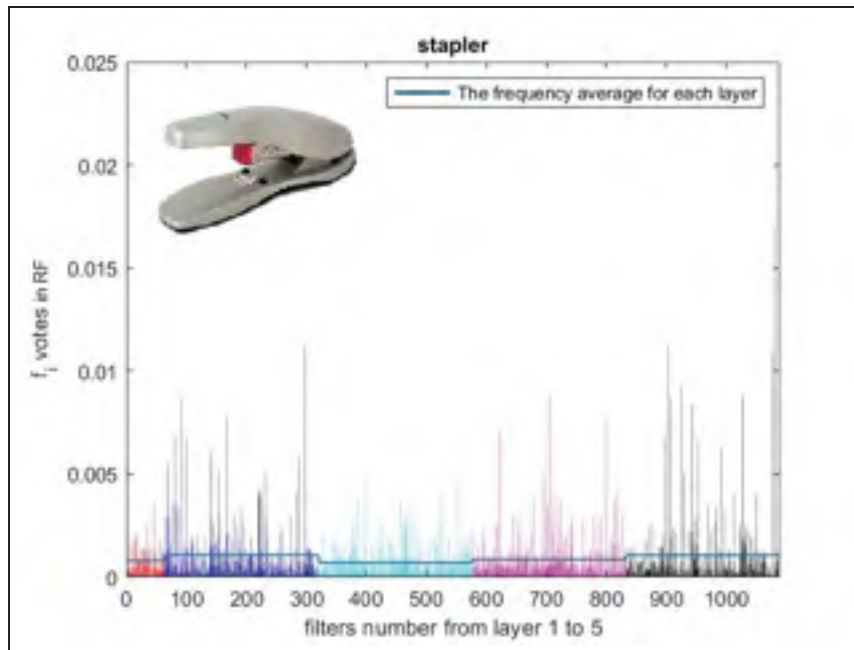 stapler
The frequency average for each layer
0.025
0.02
0.015
0.01
0.005
0
f_i votes in RF
0 100 200 300 400 500 600 700 800 900 1000
filters number from layer 1 to 5